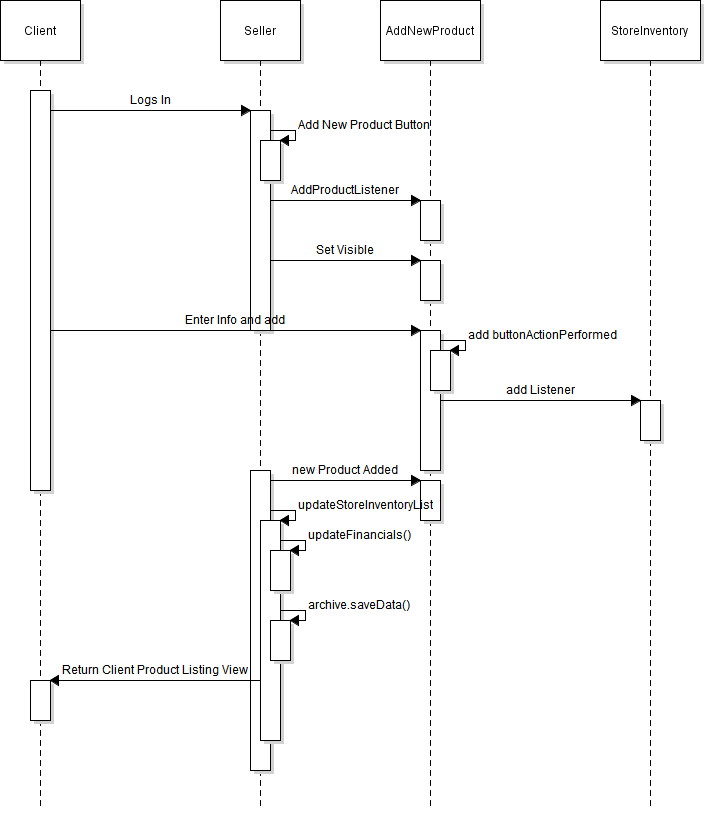 Client
Seller
AddNewProduct
StoreInventory
Logs In
Add New Product Button
AddProductListener
Set Visible
Enter Info and add
add buttonActionPerformed
add Listener
new Product Added
updateStoreInventoryList
updateFinancials()
archive.saveData()
Return Client Product Listing View